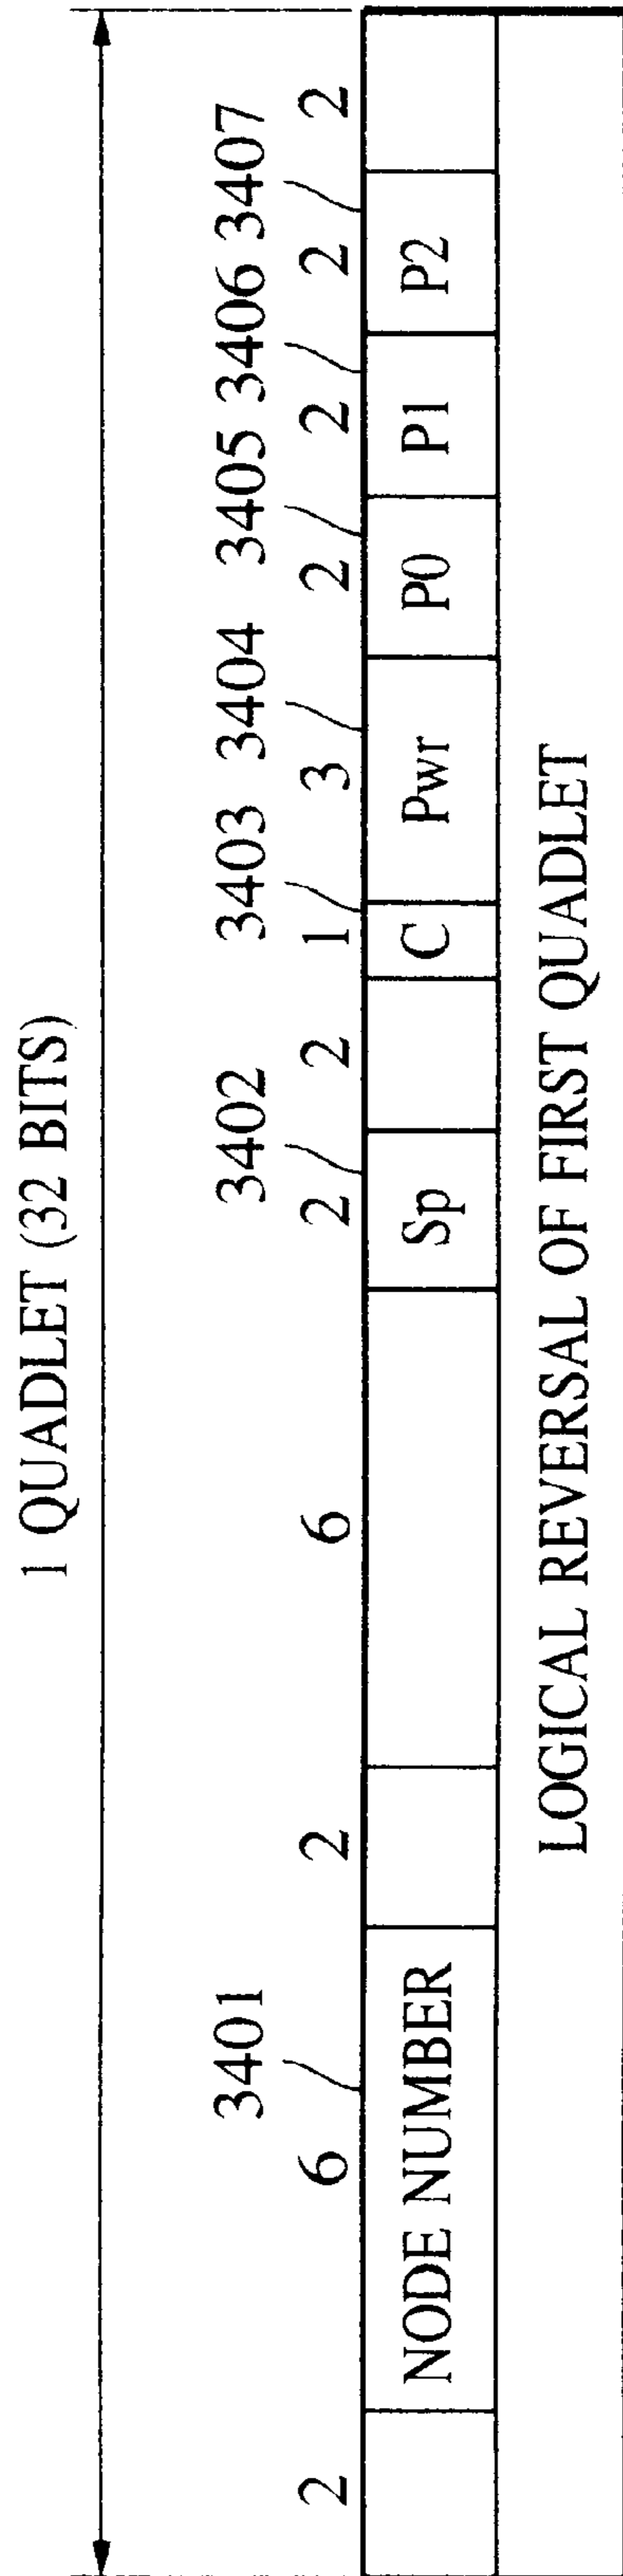 1 QUADLET (32 BITS)
3401 3402 3403 3404 3405 3406 3407
2 6 2 6 2 2 1 3 2 2 2 2
NODE NUMBER Sp C Pwr P0 P1 P2
LOGICAL REVERSAL OF FIRST QUADLET